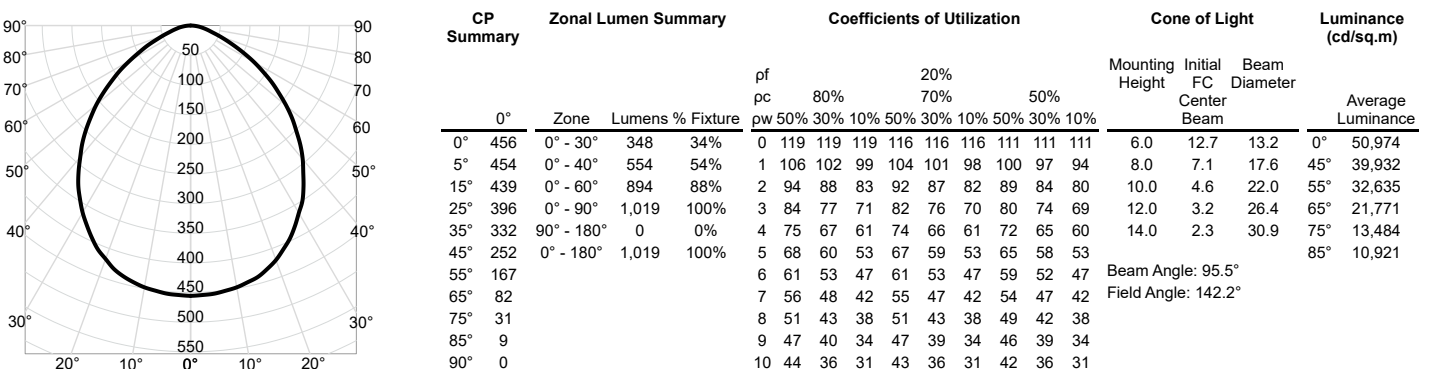 90° 90°
50
80° 80°
100
70° 70
150
60° 60
200
50° 250 50°
300
40° 350 40°
400
450
30° 500 30°
550
20° 10° 0° 10° 20°
CP Summary
0°
0° 456
5° 454
15° 439
25° 396
35° 332
45° 252
55° 167
65° 82
75° 31
85° 9
90° 0
Zonal Lumen Summary
Zone Lumens % Fixture
0° - 30° 348 34%
0° - 40° 554 54%
0° - 60° 894 88%
0° - 90° 1,019 100%
90° - 180° 0 0%
0° - 180° 1,019 100%
Coefficients of Utilization
ρf 20%
ρc 80% 70% 50%
ρw 50% 30% 10% 50% 30% 10% 50% 30% 10%
0 119 119 119 116 116 116 111 111 111
1 106 102 99 104 101 98 100 97 94
2 94 88 83 92 87 82 89 84 80
3 84 77 71 82 76 70 80 74 69
4 75 67 61 74 66 61 72 65 60
5 68 60 53 67 59 53 65 58 53
6 61 53 47 61 53 47 59 52 47
7 56 48 42 55 47 42 54 47 42
8 51 43 38 51 43 38 49 42 38
9 47 40 34 47 39 34 46 39 34
10 44 36 31 43 36 31 42 36 31
Cone of Light
Mounting Initial Beam
Height FC Diameter
Center
Beam
6.0 12.7 13.2
8.0 7.1 17.6
10.0 4.6 22.0
12.0 3.2 26.4
14.0 2.3 30.9
Beam Angle: 95.5°
Field Angle: 142.2°
Luminance
(cd/sq.m)
Average
Luminance
0° 50,974
45° 39,932
55° 32,635
65° 21,771
75° 13,484
85° 10,921